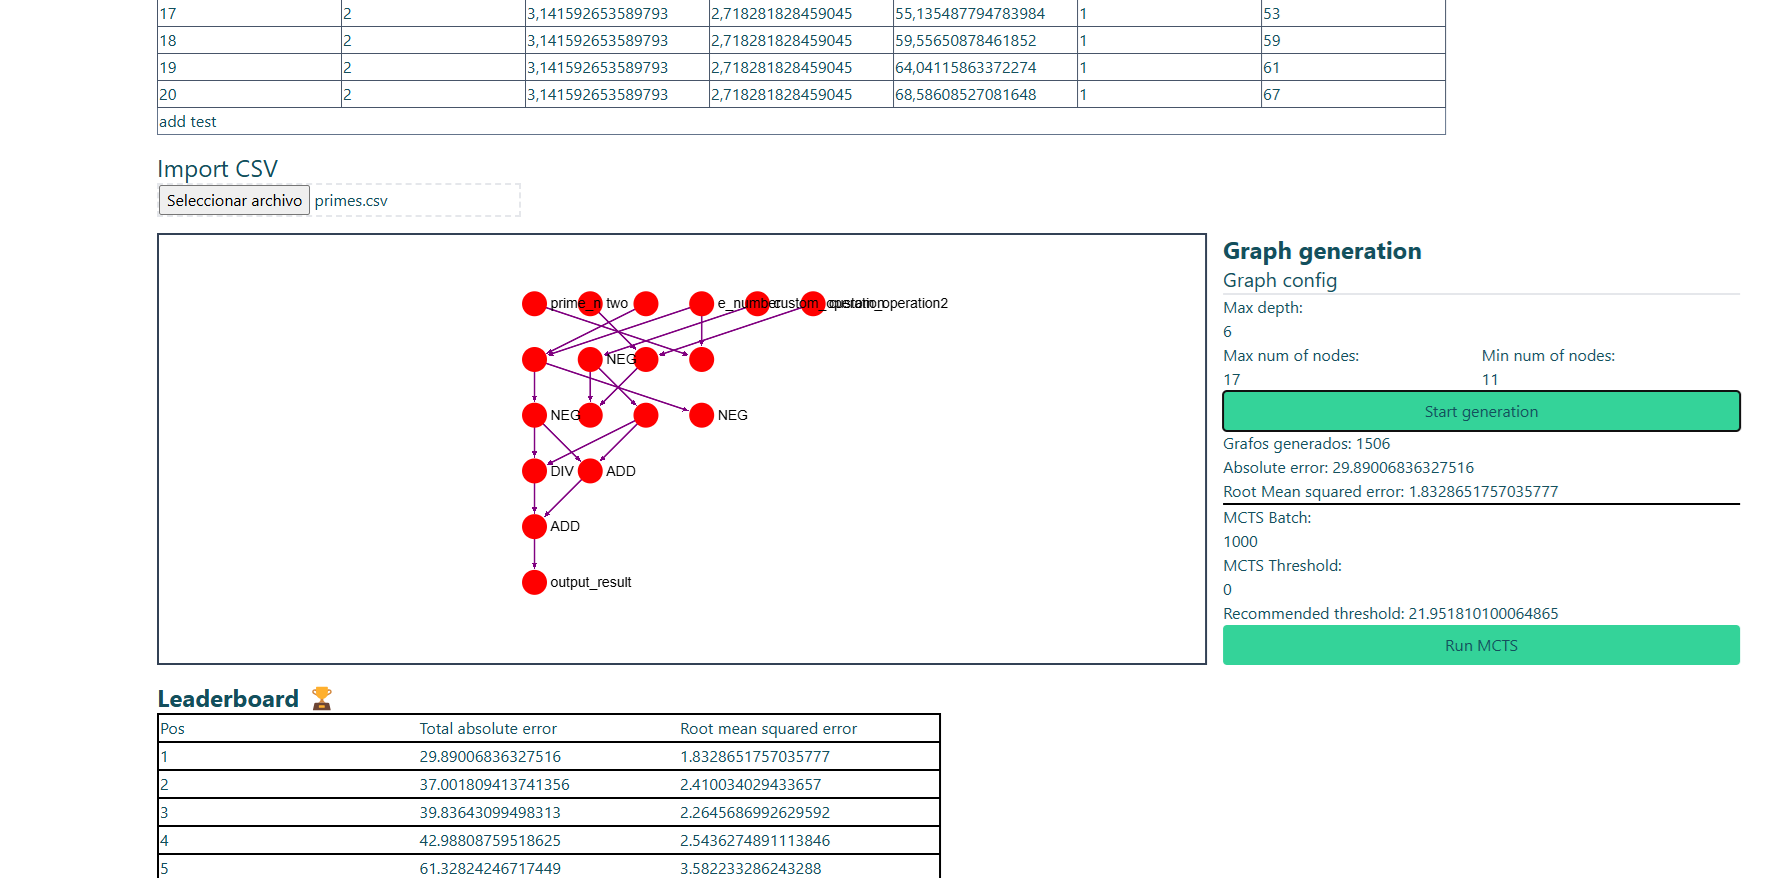 17 2 3,141592653589793 2,718281828459045 55,135487794783984 1 53
18 2 3,141592653589793 2,718281828459045 59,55650878461852 1 59
19 2 3,141592653589793 2,718281828459045 64,04115863372274 1 61
20 2 3,141592653589793 2,718281828459045 68,58608527081648 1 67
add test
Import CSV
Seleccionar archivo primes.csv
prime_n two e_number custom_operation custom_operation2
NEG
NEG NEG
DIV ADD
ADD
output_result
Graph generation
Graph config
Max depth:
6
Max num of nodes: Min num of nodes:
17 11
Start generation
Grafos generados: 1506
Absolute error: 29.89006836327516
Root Mean squared error: 1.8328651757035777
MCTS Batch:
1000
MCTS Threshold:
0
Recommended threshold: 21.951810100064865
Run MCTS
Leaderboard 🏆
Pos Total absolute error Root mean squared error
1 29.89006836327516 1.8328651757035777
2 37.001809413741356 2.410034029433657
3 39.83643099498313 2.2645686992629592
4 42.98808759518625 2.5436274891113846
5 61.32824246717449 3.582233286243288